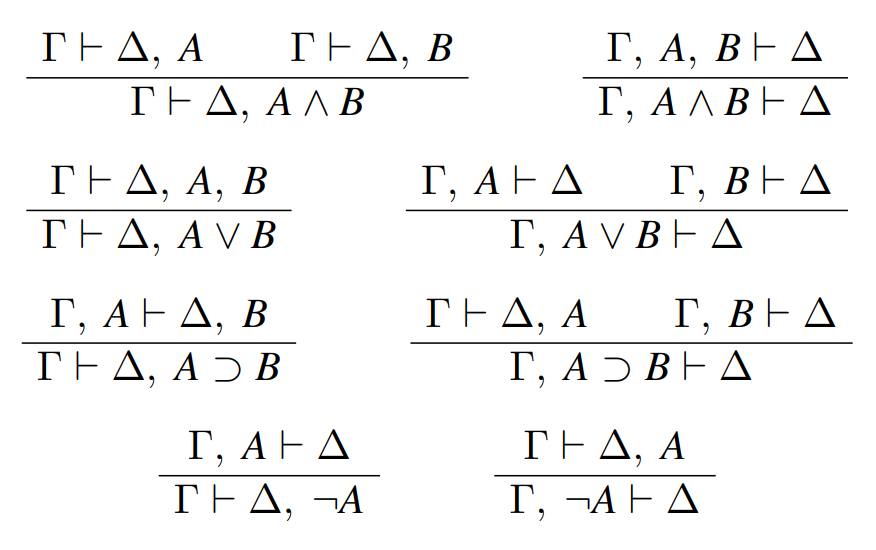 Γ ⊢ Δ, A Γ ⊢ Δ, B Γ, A, B ⊢ Δ
Γ ⊢ Δ, A ∧ B Γ, A ∧ B ⊢ Δ
Γ ⊢ Δ, A, B Γ, A ⊢ Δ Γ, B ⊢ Δ
Γ ⊢ Δ, A ∨ B Γ, A ∨ B ⊢ Δ
Γ, A ⊢ Δ, B Γ ⊢ Δ, A Γ, B ⊢ Δ
Γ ⊢ Δ, A ⊃ B Γ, A ⊃ B ⊢ Δ
Γ, A ⊢ Δ Γ ⊢ Δ, A
Γ ⊢ Δ, ¬A Γ, ¬A ⊢ Δ